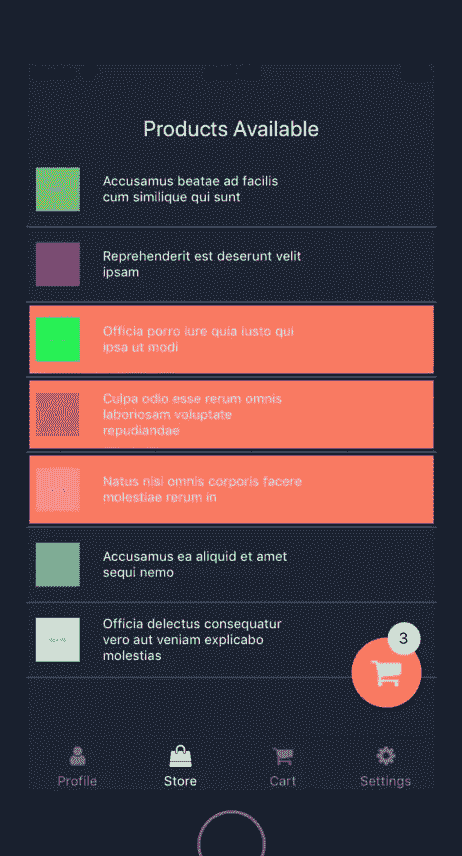 Products Available
Accusamus beatae ad facilis
cum similique qui sunt
Reprehenderit est deserunt velit
ipsam
Officia porro iure quia iusto qui
ipsa ut modi
Culpa odio esse rerum omnis
laboriosam voluptate
repudiandae
Natus nisi omnis corporis facere
molestiae rerum in
Accusamus ea aliquid et amet
sequi nemo
Officia delectus consequatur
vero aut veniam explicabo
molestias
3
Profile
Store
Cart
Settings